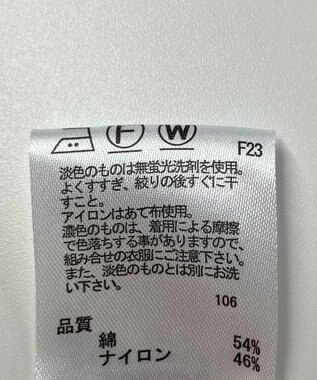 F W F23
淡色のものは無蛍光洗剤を使用。
よくすすぎ、絞りの後すぐに干
すこと。
アイロンはあて布使用。
濃色のものは、着用による摩擦
で色落ちする事がありますので、
組み合せの衣服にご注意下さい。
また、淡色のものとは別にお洗
い下さい。
106
品質
綿 54%
ナイロン 46%